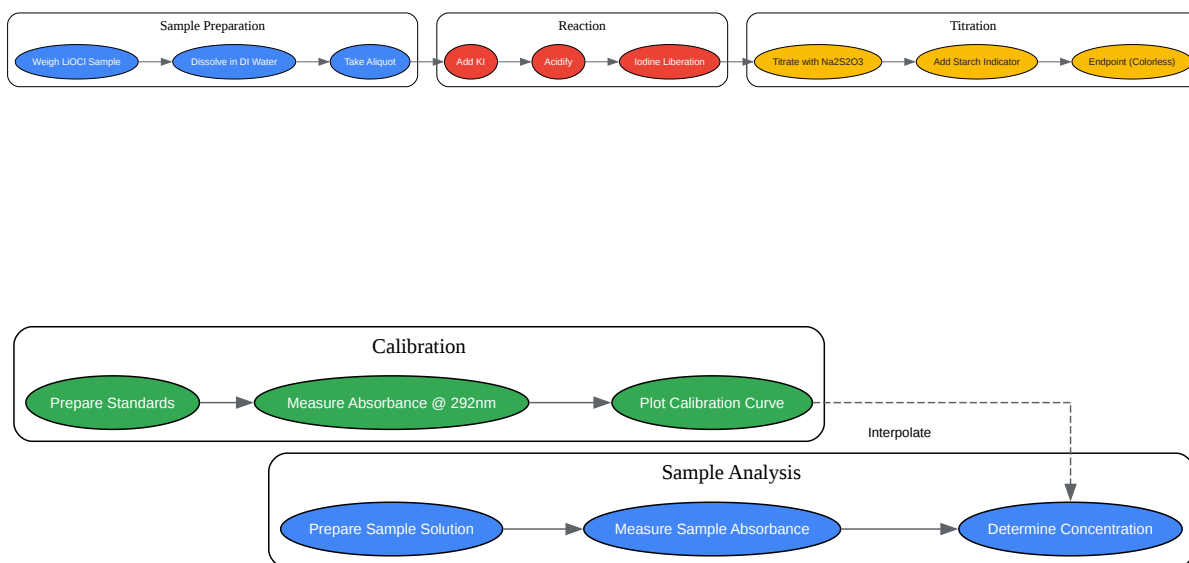 Sample Preparation
Reaction
Titration
Weigh LiOCl Sample
Dissolve in DI Water
Take Aliquot
Add KI
Acidify
Iodine Liberation
Titrate with Na2S2O3
Add Starch Indicator
Endpoint (Colorless)
Calibration
Prepare Standards
Measure Absorbance @ 292nm
Plot Calibration Curve
Interpolate
Sample Analysis
Prepare Sample Solution
Measure Sample Absorbance
Determine Concentration